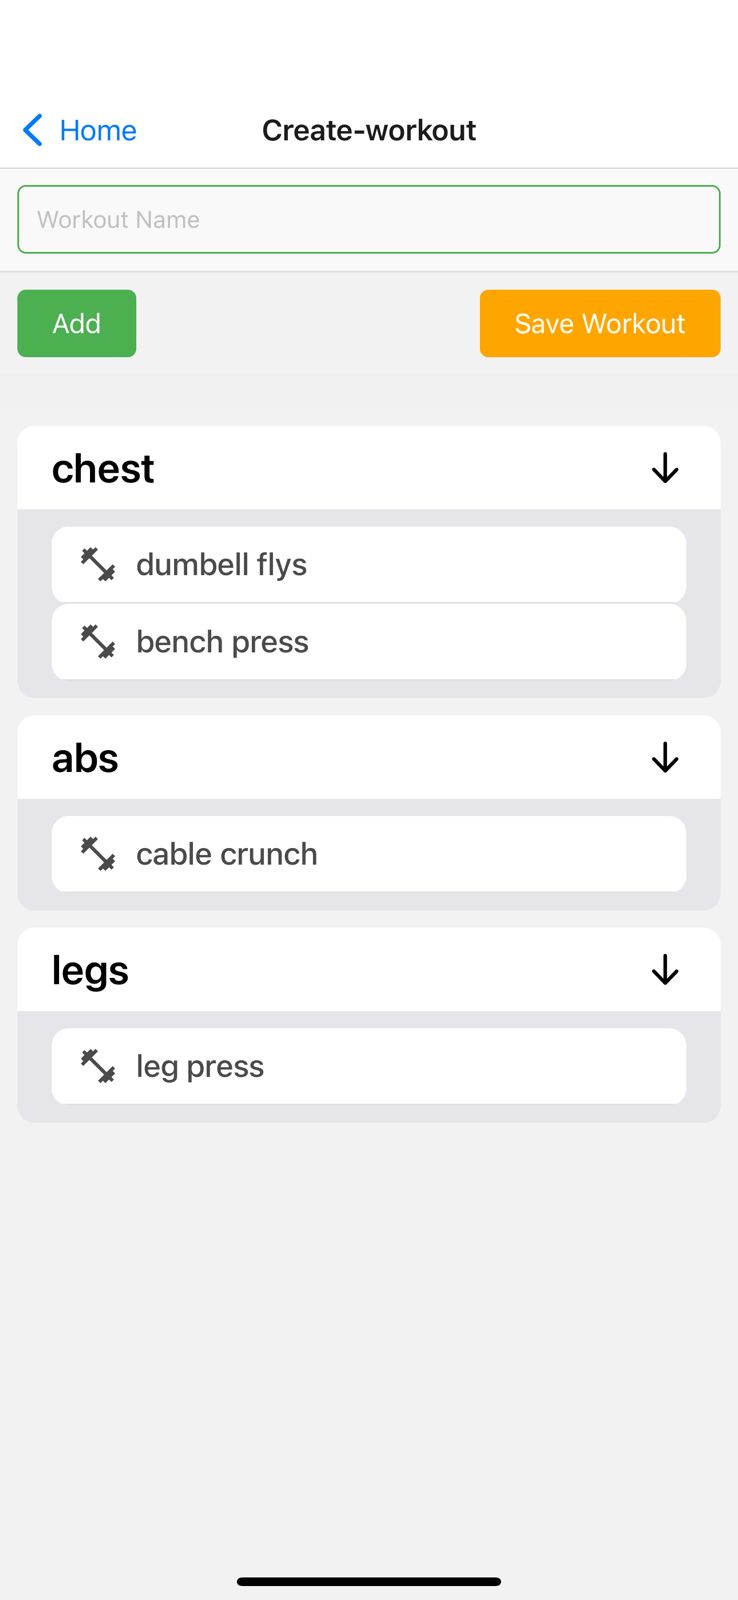 Home
Create-workout
Workout Name
Add
Save Workout
chest
dumbell flys
bench press
abs
cable crunch
legs
leg press